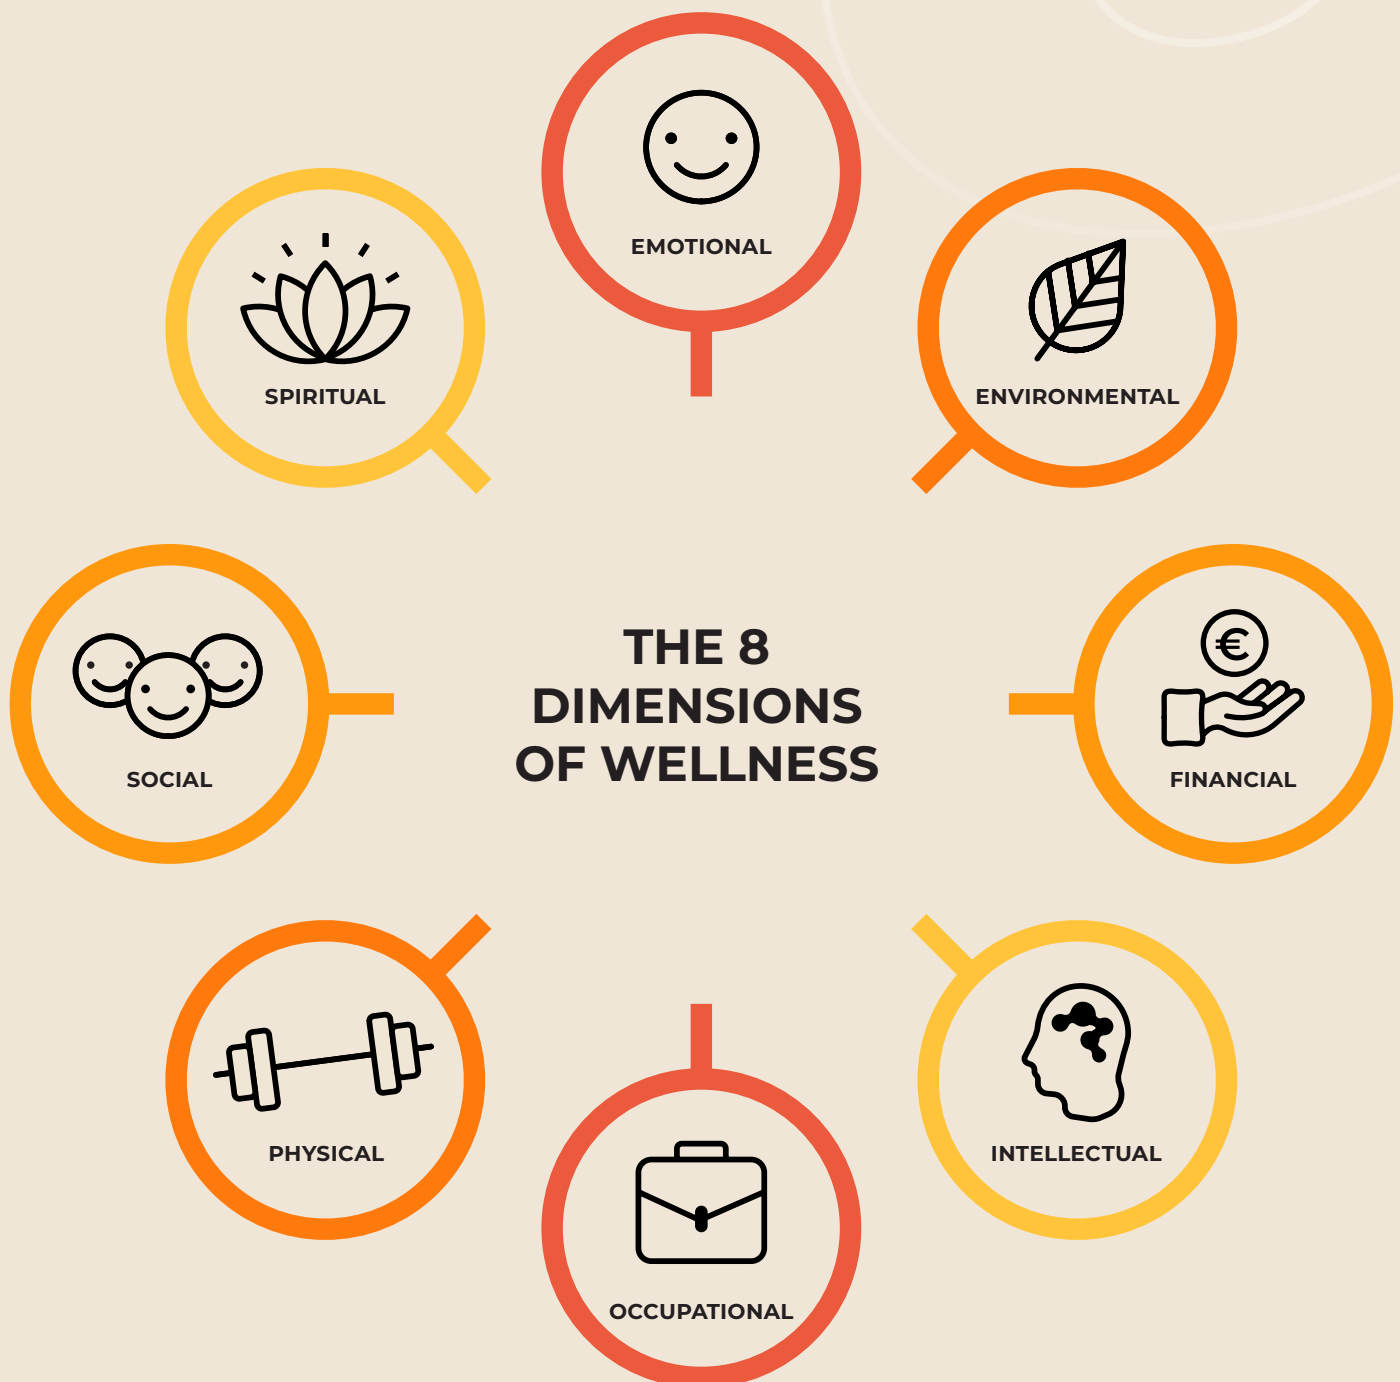 EMOTIONAL
SPIRITUAL
ENVIRONMENTAL
THE 8
DIMENSIONS
OF WELLNESS
SOCIAL
€
FINANCIAL
PHYSICAL
INTELLECTUAL
OCCUPATIONAL